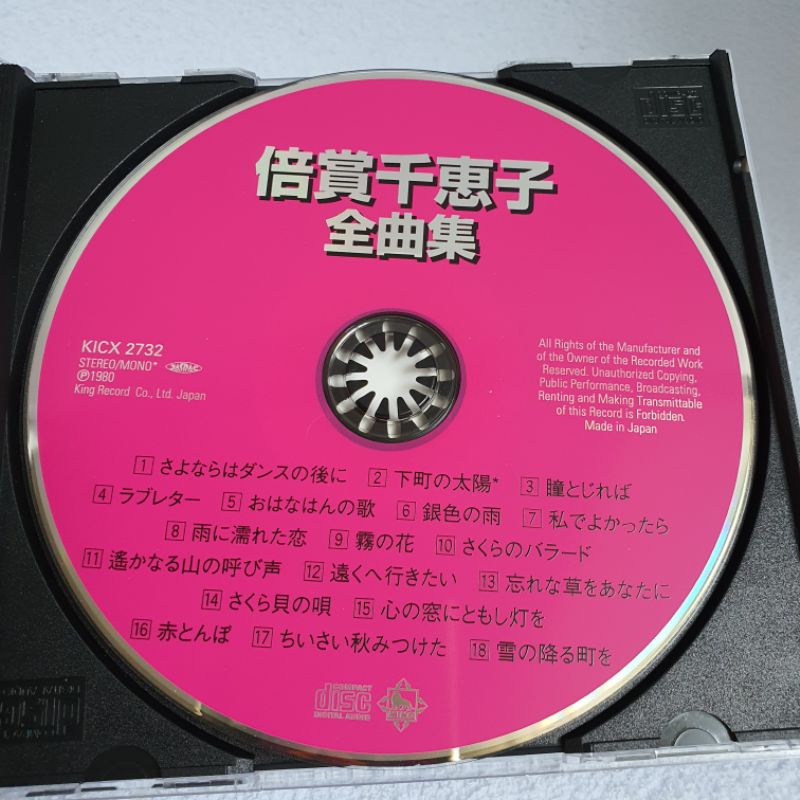 倍賞千恵子
全曲集
KICX 2732
STEREO/MONO*
Ⓟ1980
King Record Co., Ltd. Japan
All Rights of the Manufacturer and
of the Owner of the Recorded Work
Reserved. Unauthorized Copying,
Public Performance, Broadcasting,
Renting and Making Transmittable
of this Record is Forbidden.
Made in Japan
1 さよならはダンスの後に 2 下町の太陽* 3 瞳とじれば
4 ラブレター 5 おはなはんの歌 6 銀色の雨 7 私でよかったら
8 雨に濡れた恋 9 霧の花 10 さくらのバラード
11 遙かなる山の呼び声 12 遠くへ行きたい 13 忘れな草をあなたに
14 さくら貝の唄 15 心の窓にともし灯を
16 赤とんぼ 17 ちいさい秋みつけた 18 雪の降る町を
COMPACT
disc
DIGITAL AUDIO